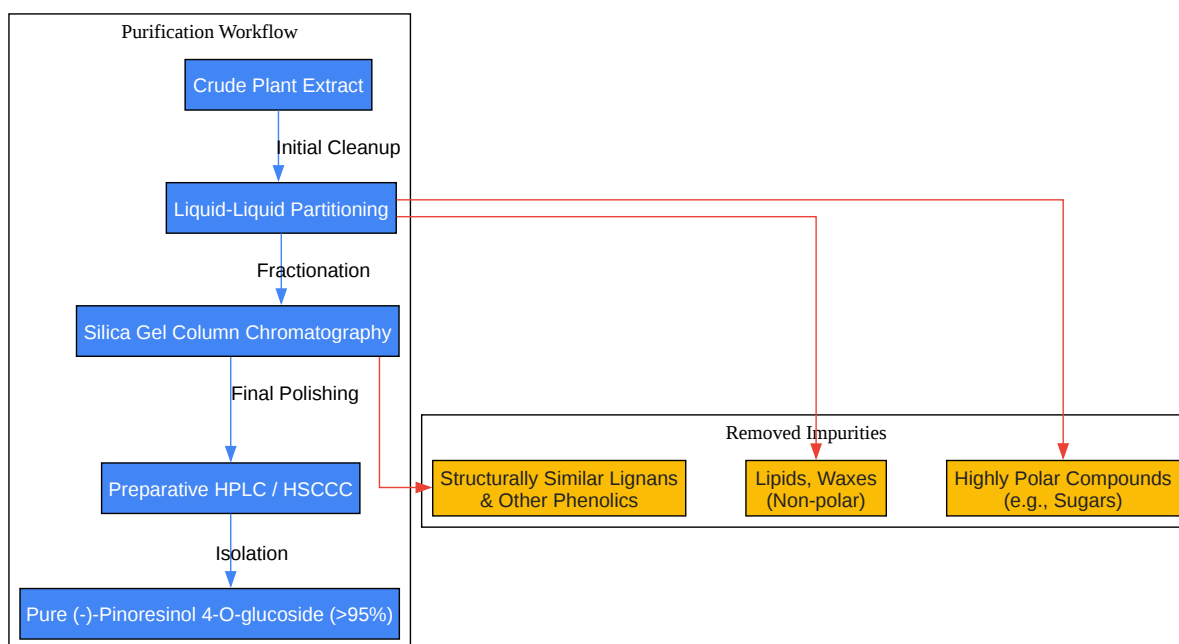 Purification Workflow
Crude Plant Extract
Initial Cleanup
Liquid-Liquid Partitioning
Fractionation
Silica Gel Column Chromatography
Final Polishing
Preparative HPLC / HSCCC
Isolation
Pure (-)-Pinoresinol 4-O-glucoside (>95%)
Removed Impurities
Structurally Similar Lignans
& Other Phenolics
Lipids, Waxes
(Non-polar)
Highly Polar Compounds
(e.g., Sugars)